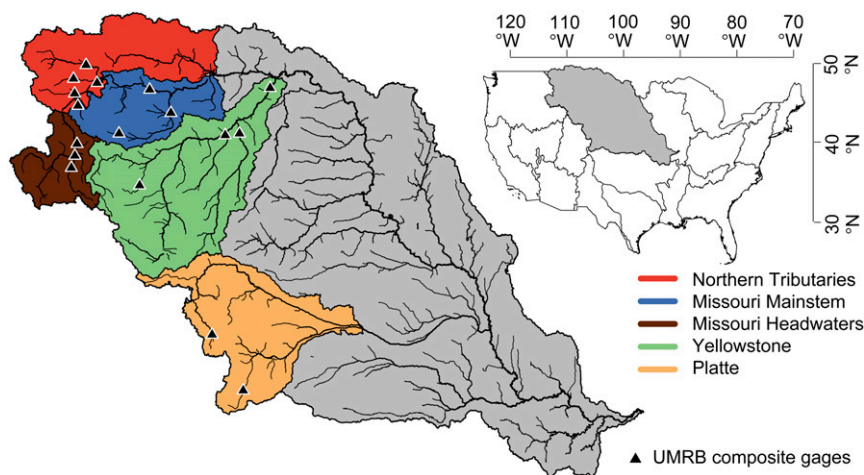 120 110 100 90 80 70
°W °W °W °W °W °W
50 °N
40 °N
30 °N
Northern Tributaries
Missouri Mainstem
Missouri Headwaters
Yellowstone
Platte
▲ UMRB composite gages